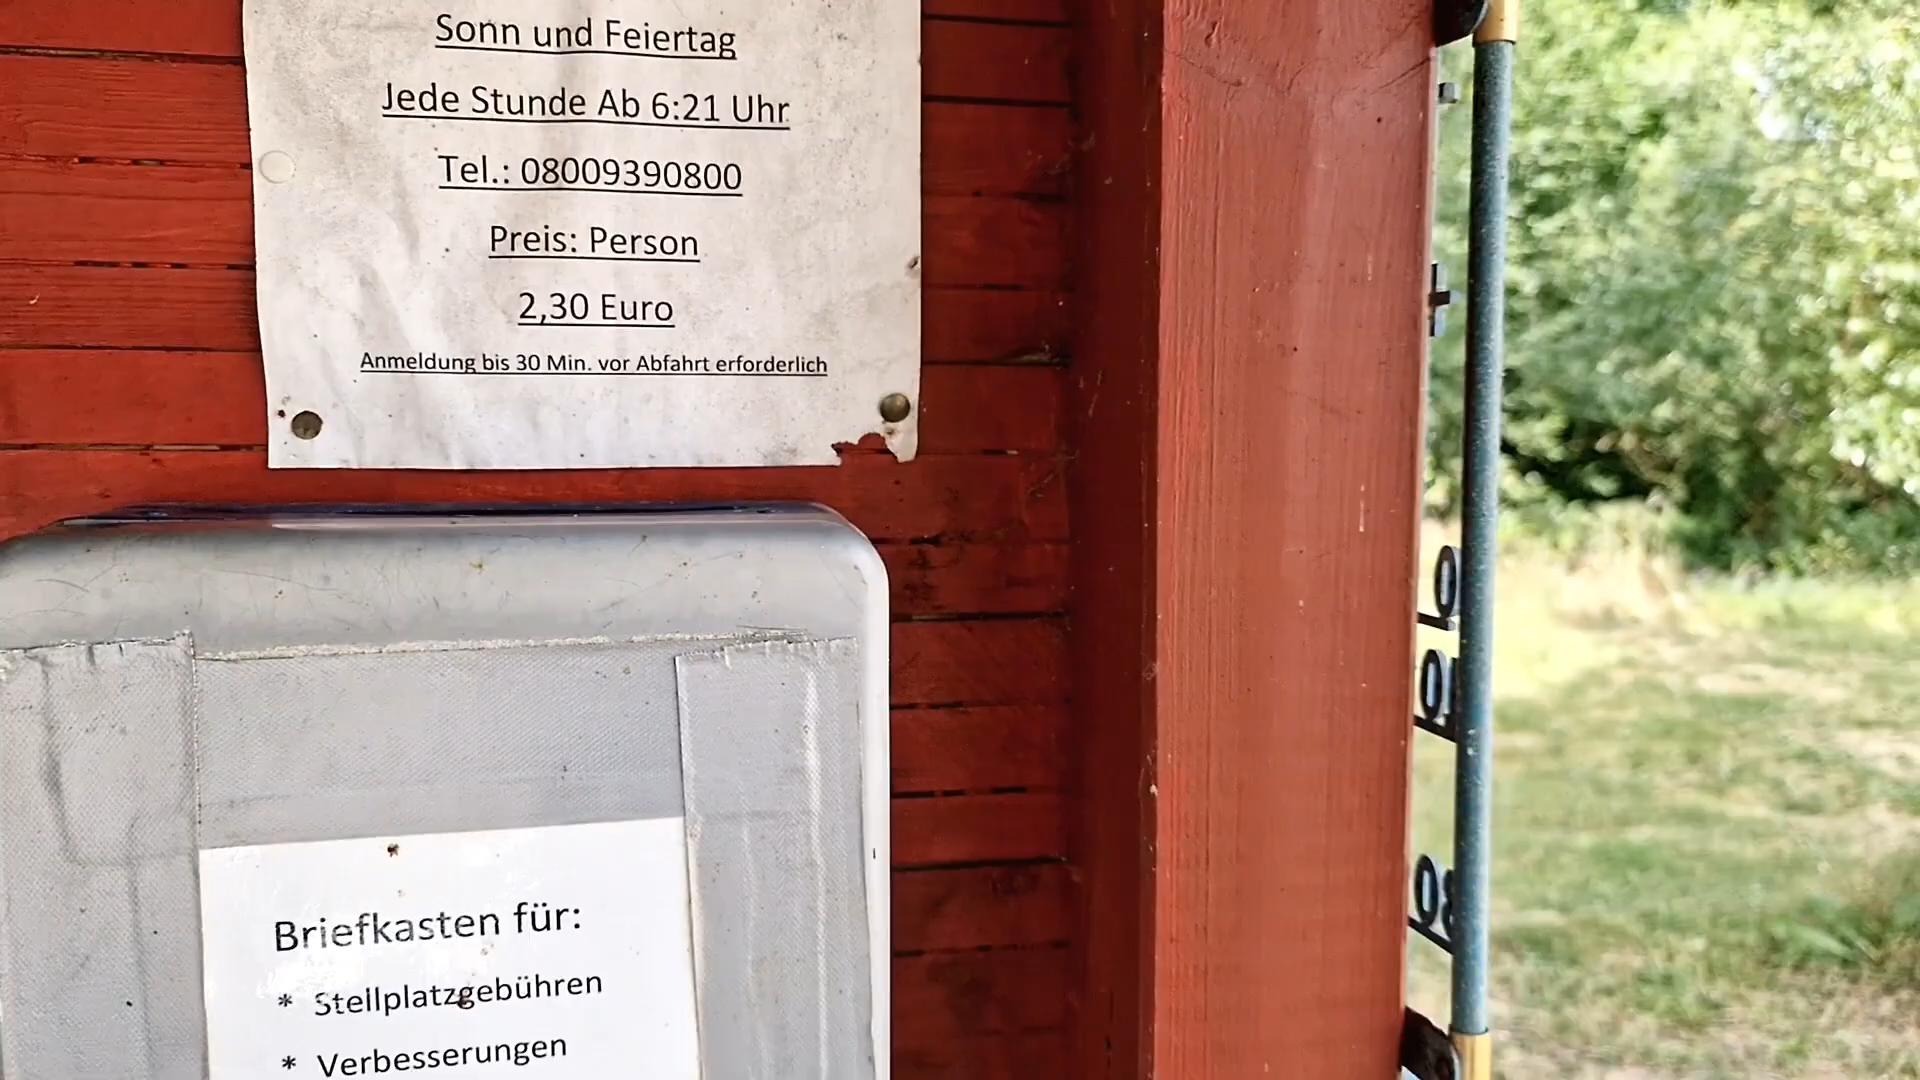 Sonn und Feiertag
Jede Stunde Ab 6:21 Uhr
Tel.: 08009390800
Preis: Person
2,30 Euro
Anmeldung bis 30 Min. vor Abfahrt erforderlich
Briefkasten für:
* Stellplatzgebühren
* Verbesserungen